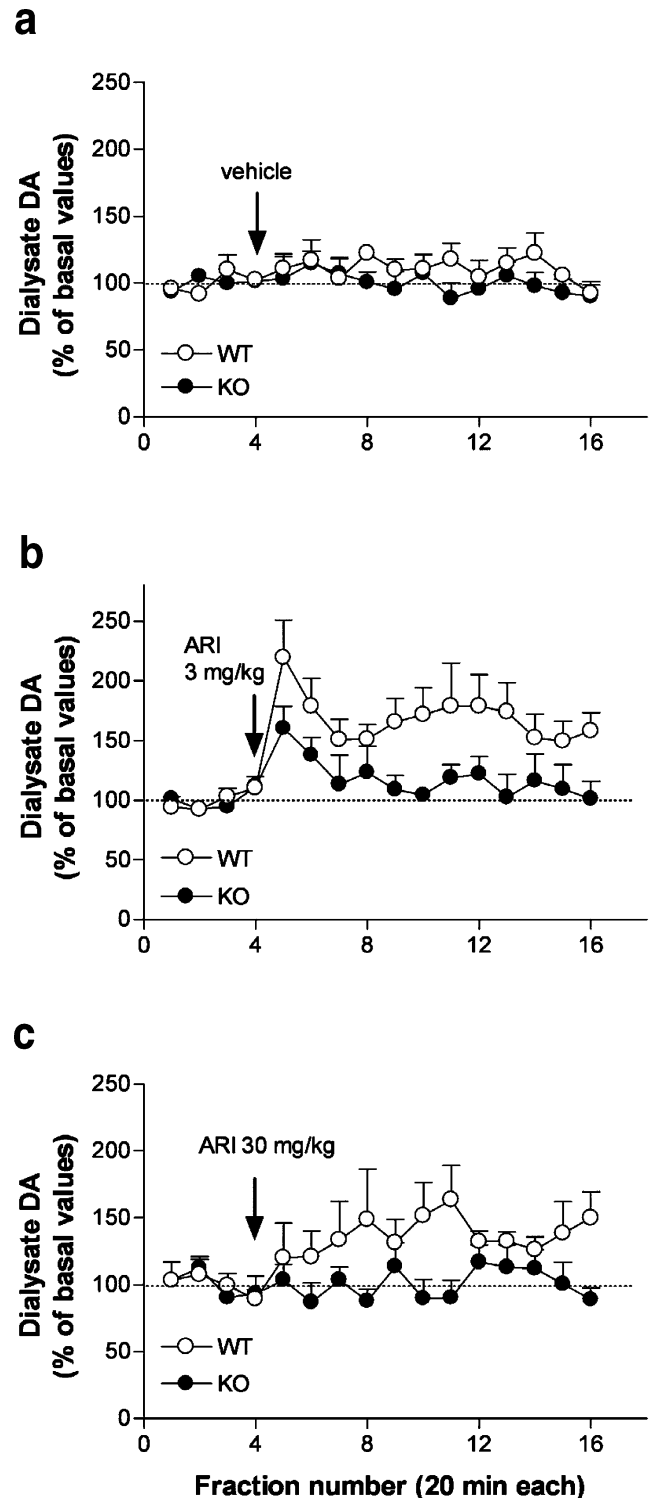 a
Dialysate DA
(% of basal values)
250
200
150
100
50
0
vehicle
WT
KO
0 4 8 12 16
b
Dialysate DA
(% of basal values)
250
200
150
100
50
0
ARI
3 mg/kg
WT
KO
0 4 8 12 16
c
Dialysate DA
(% of basal values)
250
200
150
100
50
0
ARI 30 mg/kg
WT
KO
0 4 8 12 16
Fraction number (20 min each)